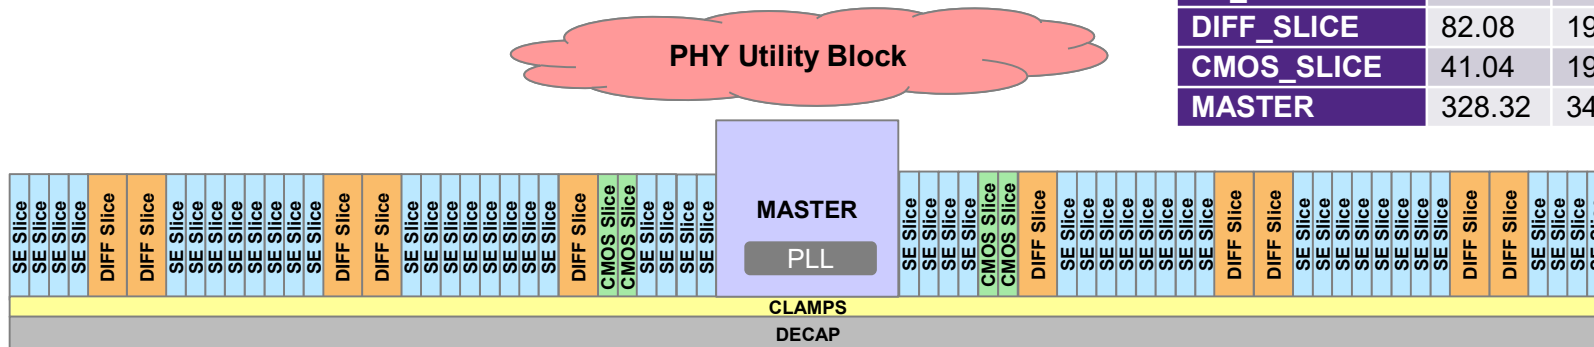 DIFF_SLICE 82.08 19
CMOS_SLICE 41.04 19
MASTER 328.32 34
PHY Utility Block
SE Slice
SE Slice
SE Slice
SE Slice
DIFF Slice
DIFF Slice
SE Slice
SE Slice
SE Slice
SE Slice
SE Slice
SE Slice
SE Slice
SE Slice
DIFF Slice
DIFF Slice
SE Slice
SE Slice
SE Slice
SE Slice
SE Slice
SE Slice
SE Slice
SE Slice
DIFF Slice
CMOS Slice
CMOS Slice
SE Slice
SE Slice
SE Slice
SE Slice
MASTER
PLL
SE Slice
SE Slice
SE Slice
SE Slice
CMOS Slice
CMOS Slice
DIFF Slice
SE Slice
SE Slice
SE Slice
SE Slice
SE Slice
SE Slice
SE Slice
SE Slice
DIFF Slice
DIFF Slice
SE Slice
SE Slice
SE Slice
SE Slice
SE Slice
SE Slice
SE Slice
SE Slice
DIFF Slice
DIFF Slice
SE Slice
SE Slice
SE Slice
CLAMPS
DECAP